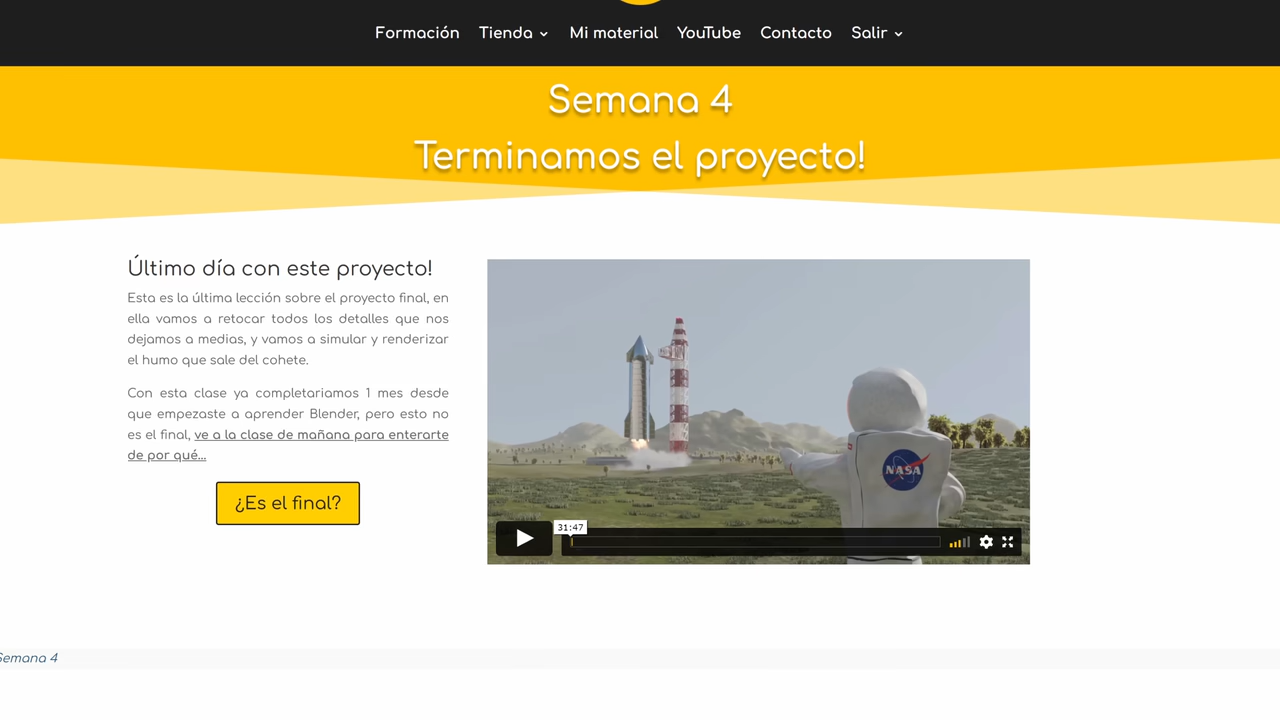 Formación Tienda Mi material YouTube Contacto Salir
Semana 4
Terminamos el proyecto!
Último día con este proyecto!
Esta es la última lección sobre el proyecto final, en
ella vamos a retocar todos los detalles que nos
dejamos a medias, y vamos a simular y renderizar
el humo que sale del cohete.
Con esta clase ya completariamos 1 mes desde
que empezaste a aprender Blender, pero esto no
es el final, ve a la clase de mañana para enterarte
de por qué...
¿Es el final?
NASA
31:47
Semana 4